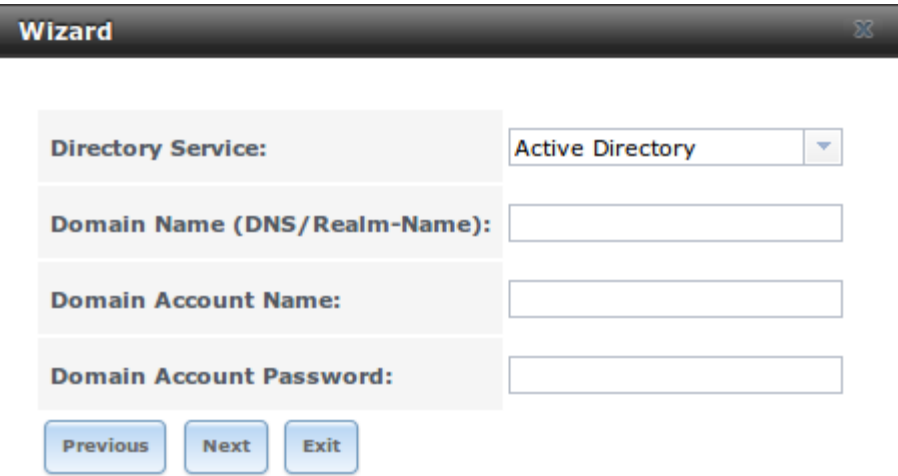 Wizard
Directory Service: Active Directory
Domain Name (DNS/Realm-Name):
Domain Account Name:
Domain Account Password:
Previous Next Exit